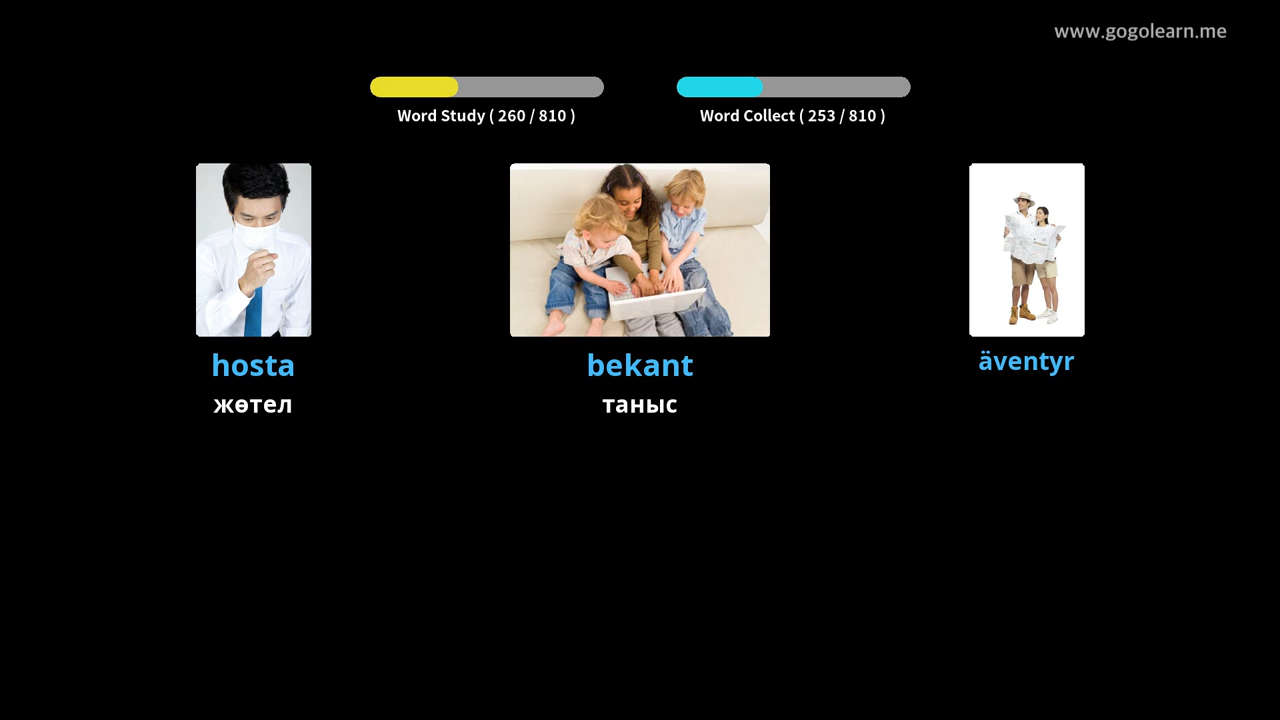 www.gogolearn.me
Word Study ( 260 / 810 )
Word Collect ( 253 / 810 )
hosta
жөтел
bekant
таныс
äventyr